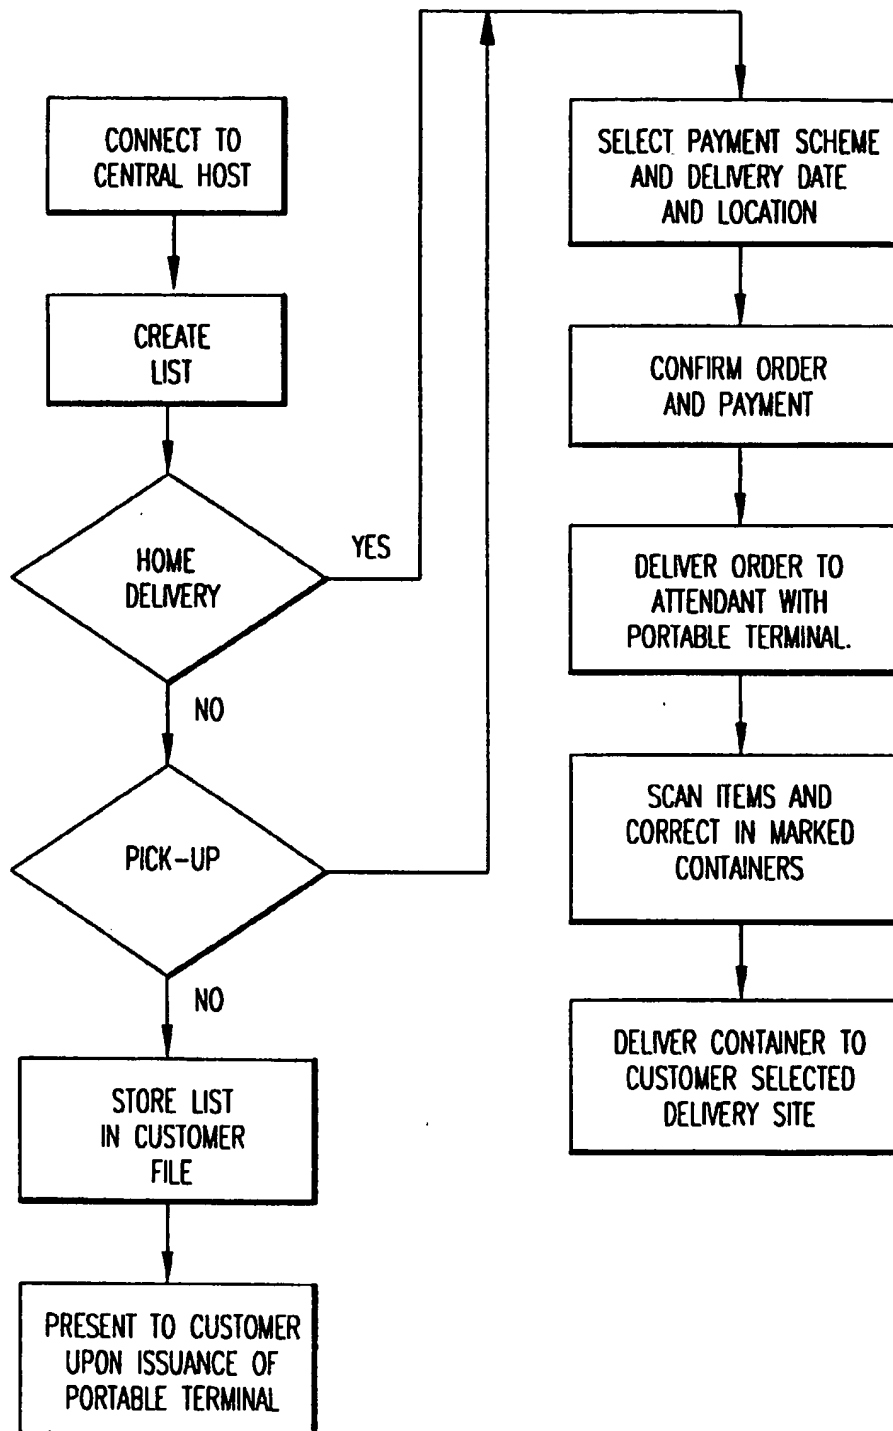 CONNECT TO
CENTRAL HOST
CREATE
LIST
HOME
DELIVERY
YES
NO
PICK-UP
NO
STORE LIST
IN CUSTOMER
FILE
PRESENT TO CUSTOMER
UPON ISSUANCE OF
PORTABLE TERMINAL
SELECT PAYMENT SCHEME
AND DELIVERY DATE
AND LOCATION
CONFIRM ORDER
AND PAYMENT
DELIVER ORDER TO
ATTENDANT WITH
PORTABLE TERMINAL.
SCAN ITEMS AND
CORRECT IN MARKED
CONTAINERS
DELIVER CONTAINER TO
CUSTOMER SELECTED
DELIVERY SITE